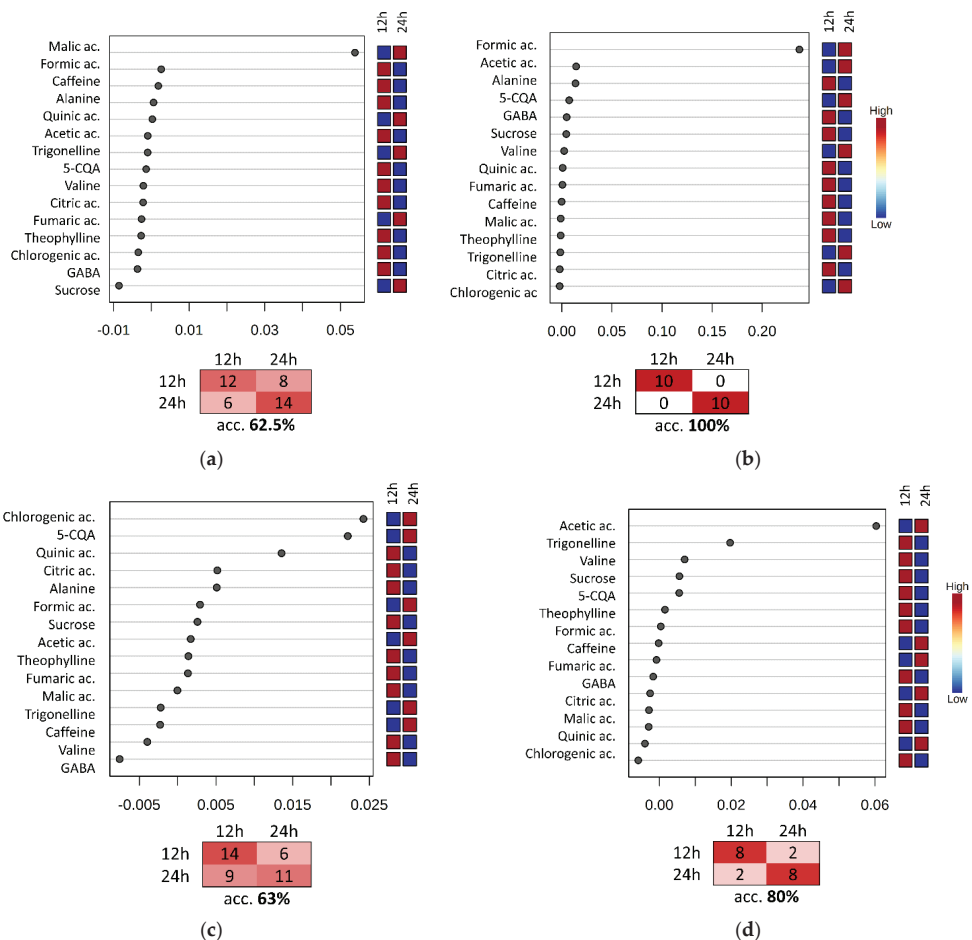 12h 24h
Malic ac.
Formic ac.
Caffeine
Alanine
Quinic ac.
Acetic ac.
Trigonelline
5-CQA
Valine
Citric ac.
Fumaric ac.
Theophylline
Chlorogenic ac.
GABA
Sucrose
-0.01 0.01 0.03 0.05
12h 24h
12h 12 8
24h 6 14
acc. 62.5%
(a)
12h 24h
Formic ac.
Acetic ac.
Alanine
5-CQA
GABA
Sucrose
Valine
Quinic ac.
Fumaric ac.
Caffeine
Malic ac.
Theophylline
Trigonelline
Citric ac.
Chlorogenic ac
0.00 0.05 0.10 0.15 0.20
High
Low
12h 24h
12h 10 0
24h 0 10
acc. 100%
(b)
12h 24h
Chlorogenic ac.
5-CQA
Quinic ac.
Citric ac.
Alanine
Formic ac.
Sucrose
Acetic ac.
Theophylline
Fumaric ac.
Malic ac.
Trigonelline
Caffeine
Valine
GABA
-0.005 0.005 0.015 0.025
12h 24h
12h 14 6
24h 9 11
acc. 63%
(c)
12h 24h
Acetic ac.
Trigonelline
Valine
Sucrose
5-CQA
Theophylline
Formic ac.
Caffeine
Fumaric ac.
GABA
Citric ac.
Malic ac.
Quinic ac.
Chlorogenic ac.
0.00 0.02 0.04 0.06
High
Low
12h 24h
12h 8 2
24h 2 8
acc. 80%
(d)